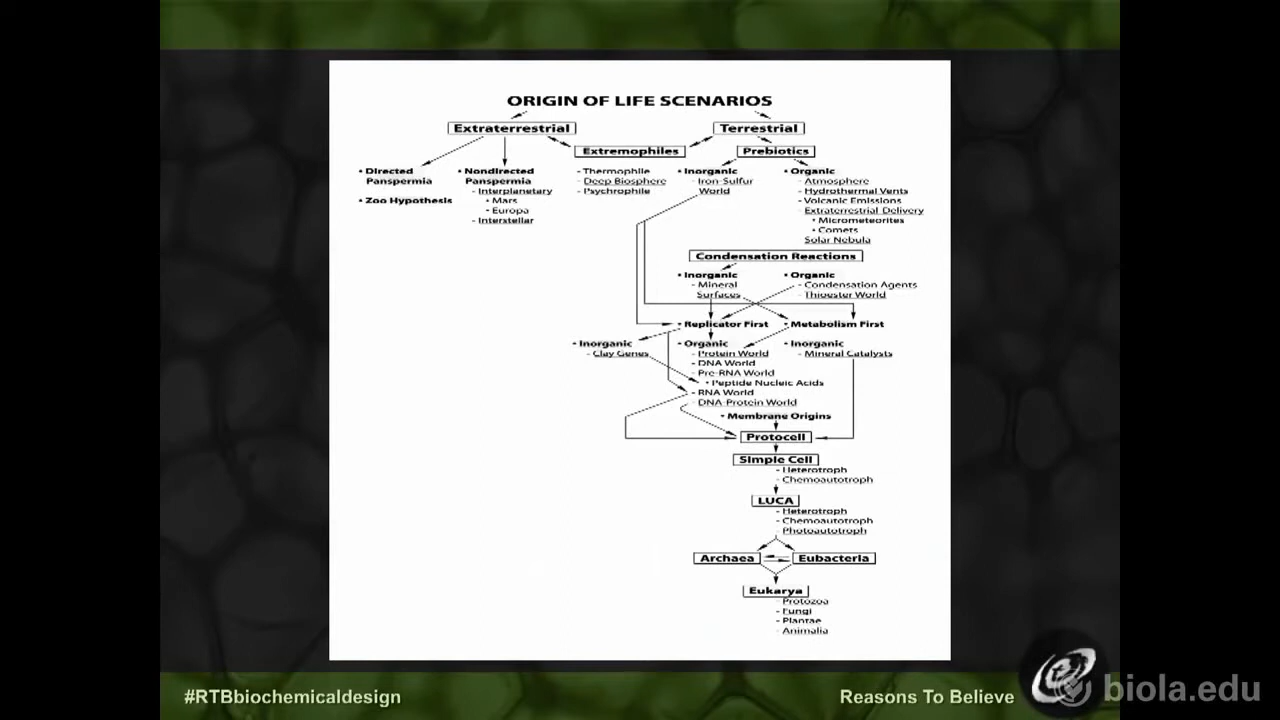 ORIGIN OF LIFE SCENARIOS
Extraterrestrial
Terrestrial
Extremophiles
Prebiotics
• Directed
Panspermia
• Zoo Hypothesis
• Nondirected
Panspermia
- Interplanetary
• Mars
• Europa
- Interstellar
- Thermophile
- Deep Biosphere
- Psychrophile
• Inorganic
- Iron-Sulfur
World
• Organic
- Atmosphere
- Hydrothermal Vents
- Volcanic Emissions
- Extraterrestrial Delivery
• Micrometeorites
• Comets
Solar Nebula
Condensation Reactions
• Inorganic
- Mineral
Surfaces
• Organic
- Condensation Agents
- Thioester World
• Replicator First
• Metabolism First
• Inorganic
- Clay Genes
• Organic
- Protein World
- DNA World
- Pre-RNA World
• Peptide Nucleic Acids
- RNA World
- DNA-Protein World
• Inorganic
- Mineral Catalysts
• Membrane Origins
Protocell
Simple Cell
- Heterotroph
- Chemoautotroph
LUCA
- Heterotroph
- Chemoautotroph
- Photoautotroph
Archaea
Eubacteria
Eukarya
- Protozoa
- Fungi
- Plantae
- Animalia
#RTBbiochemicaldesign
Reasons To Believe
biola.edu